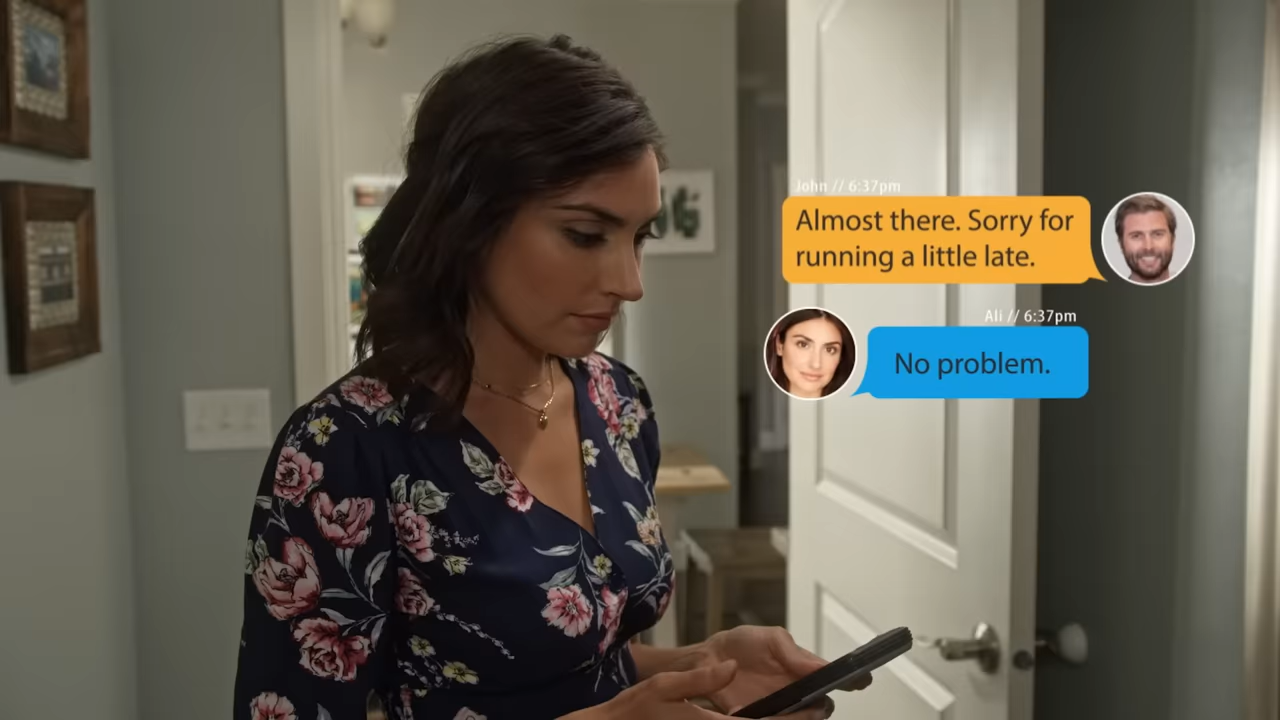 John // 6:37pm
Almost there. Sorry for
running a little late.
Ali // 6:37pm
No problem.